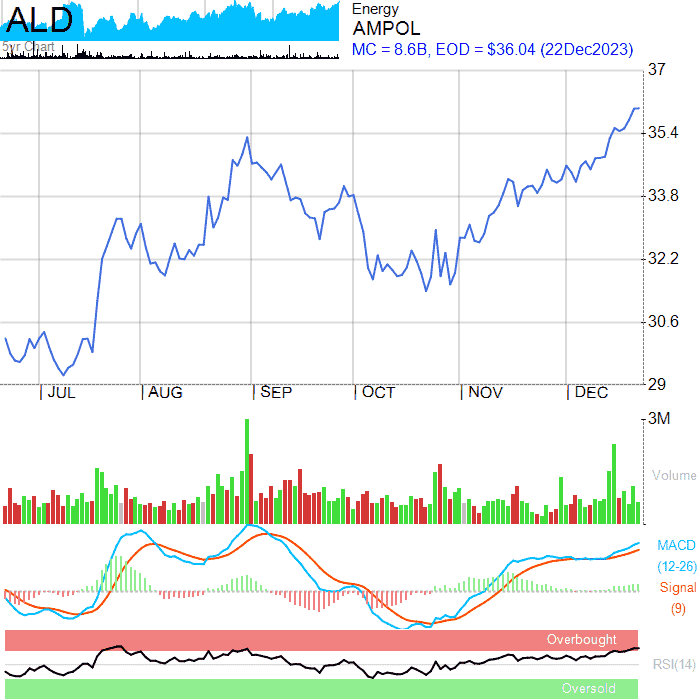 ALD
5yr Chart
Energy
AMPOL
MC = 8.6B, EOD = $36.04 (22Dec2023)
37
35.4
33.8
32.2
30.6
29
JUL AUG SEP OCT NOV DEC
3M
Volume
MACD
(12-26)
Signal
(9)
Overbought
RSI(14)
Oversold